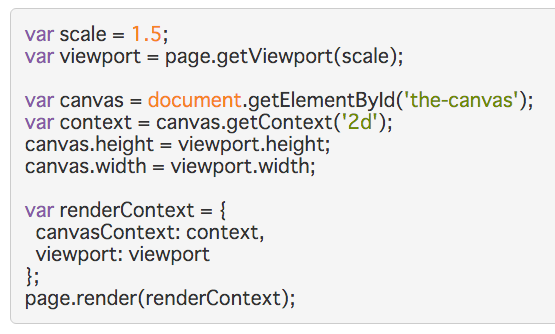 var scale = 1.5;
var viewport = page.getViewport(scale);

var canvas = document.getElementById('the-canvas');
var context = canvas.getContext('2d');
canvas.height = viewport.height;
canvas.width = viewport.width;

var renderContext = {
  canvasContext: context,
  viewport: viewport
};
page.render(renderContext);